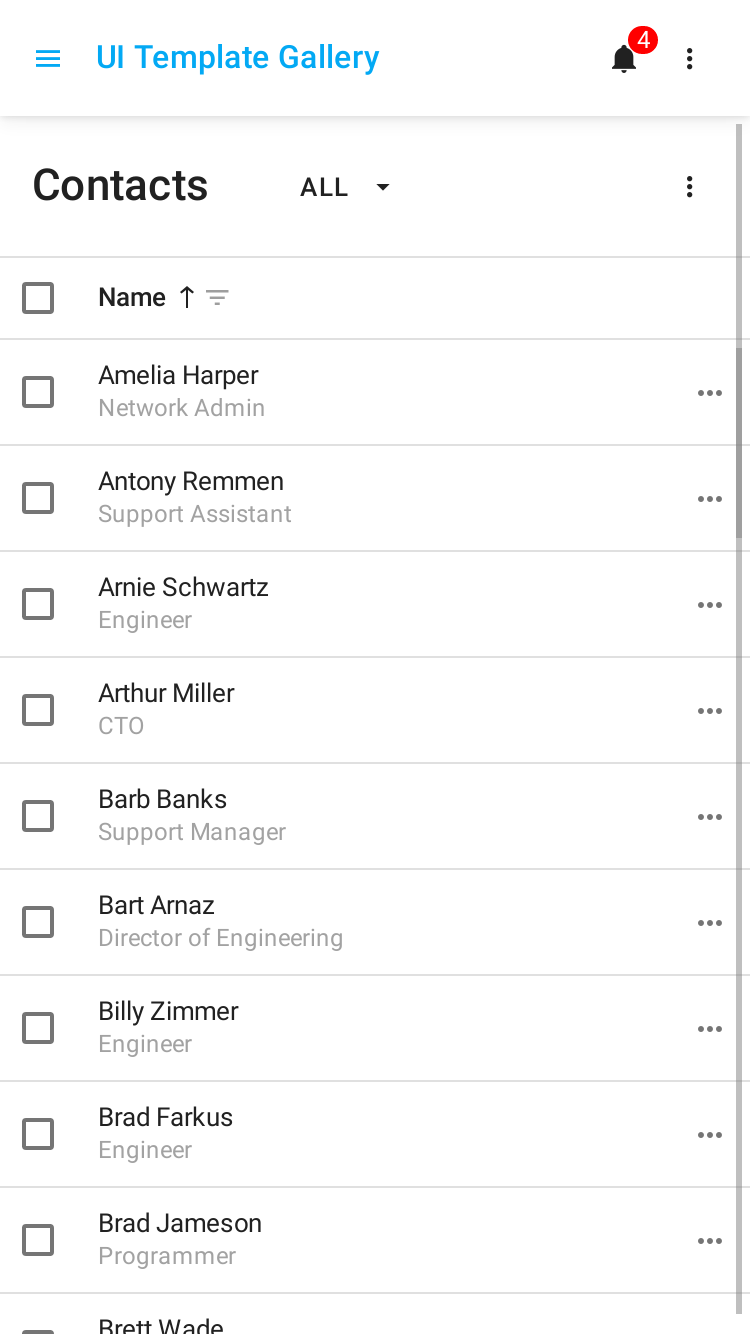 UI Template Gallery
4
Contacts
ALL
Name
Amelia Harper
Network Admin
Antony Remmen
Support Assistant
Arnie Schwartz
Engineer
Arthur Miller
CTO
Barb Banks
Support Manager
Bart Arnaz
Director of Engineering
Billy Zimmer
Engineer
Brad Farkus
Engineer
Brad Jameson
Programmer
Brett Wade